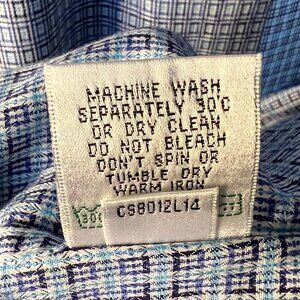 MACHINE WASH
SEPARATELY 30°C
OR DRY CLEAN
DO NOT BLEACH
DON'T SPIN OR
TUMBLE DRY
WARM IRON
CS8012L14